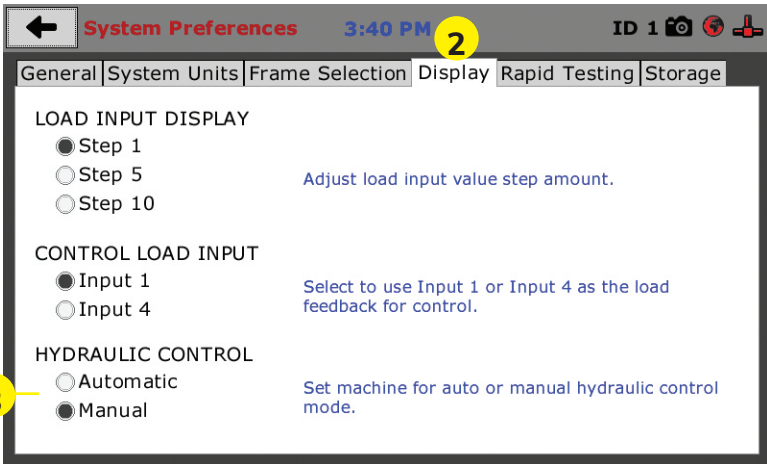 System Preferences 3:40 PM ID 1
2
General System Units Frame Selection Display Rapid Testing Storage
LOAD INPUT DISPLAY
Step 1
Step 5
Adjust load input value step amount.
Step 10
CONTROL LOAD INPUT
Input 1
Select to use Input 1 or Input 4 as the load
feedback for control.
Input 4
HYDRAULIC CONTROL
Automatic
Set machine for auto or manual hydraulic control
mode.
Manual